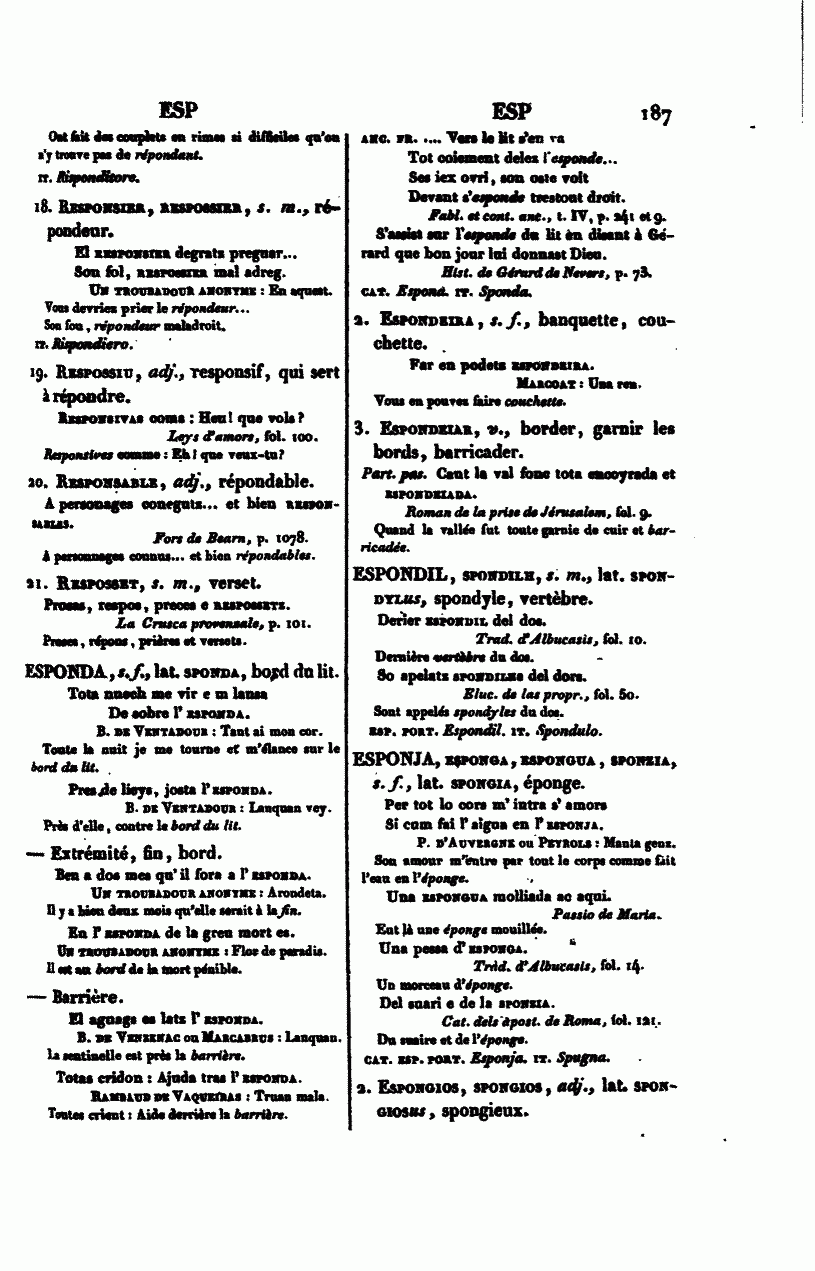 ESP
Ont fait des couplets en rimes si difficiles qu'on
n'y trouve pas de répondant.
IT. Risponditore.
18. RESPONSIER, RESPOSSIER, s. m., ré-
pondeur.
El RESPONSIER degratz preguar...
Son fol, RESPOSSIER mal adreg.
UN TROUBADOUR ANONYME : En aquest.
Vous devriez prier le répondeur...
Son fou, répondeur maladroit.
IT. Rispondiero.
19. RESPOSSIU, adj., responsif, qui sert
à répondre.
RESPONSIVAS coma : Heu! que vols?
Leys d'amors, fol. 100.
Responsives comme : Eh! que veux-tu?
20. RESPONSABLE, adj., répondable.
A personages conegutz... et bien RESPON-
SABLES.
Fors de Bearn, p. 1078.
A personnages connus... et bien répondables.
21. RESPOSSET, s. m., verset.
Prosas, respos, preces e RESPOSSETZ.
La Crusca provenzale, p. 101.
Proses, répons, prières et versets.
ESPONDA, s. f., lat. SPONDA, bord du lit.
Tota nuech me vir e m lansa
De sobre l' ESPONDA.
B. DE VENTADOUR : Tant ai mon cor.
Toute la nuit je me tourne et m'élance sur le
bord du lit.
Pres de lieys, josta l' ESPONDA.
B. DE VENTADOUR : Lanquan vey.
Près d'elle, contre le bord du lit.
— Extrémité, fin, bord.
Ben a dos mes qu' il fora a l' ESPONDA.
UN TROUBADOUR ANONYME : Arondeta.
Il y a bien deux mois qu'elle serait à la fin.
En l' ESPONDA de la greu mort es.
UN TROUBADOUR ANONYME : Flor de paradis.
Il est au bord de la mort pénible.
— Barrière.
El aguags es latz l' ESPONDA.
B. DE VENZENAC ou MARCABRUS : Lanquan.
La sentinelle est près la barrière.
Totas cridon : Ajuda tras l' ESPONDA.
RAMBAUD DE VAQUEIRAS : Truan mala.
Toutes crient : Aide derrière la barrière.
ESP 187
ANC. FR. .... Vers le lit s'en va
Tot coiement delez l'esponde...
Ses iex ovri, son oste voit
Devant s'esponde trestout droit.
Fabl. et cont. anc., t. IV, p. 241 et 9.
S'assist sur l'esponde du lit en disant à Gé-
rard que bon jour lui donnast Dieu.
Hist. de Gérard de Nevers, p. 73.
CAT. Espona. IT. Sponda.
2. ESPONDEIRA, s. f., banquette, cou-
chette.
Far en podetz ESPONDEIRA.
MARCOAT : Una ren.
Vous en pouvez faire couchette.
3. ESPONDEIAR, v., border, garnir les
bords, barricader.
Part. pas. Cant la val fonc tota encoyrada et
ESPONDEIADA.
Roman de la prise de Jérusalem, fol. 9.
Quand la vallée fut toute garnie de cuir et bar-
ricadée.
ESPONDIL, SPONDILH, s. m., lat. SPON-
DYLUS, spondyle, vertèbre.
Derier ESPONDIL del dos.
Trad. d'Albucasis, fol. 10.
Dernière vertèbre du dos.
So apelatz SPONDILHS del dors.
Eluc. de las propr., fol. 50.
Sont appelés spondyles du dos.
ESP. PORT. Espondil. IT. Spondulo.
ESPONJA, ESPONGA, ESPONGUA, SPONZIA,
s. f., lat. SPONGIA, éponge.
Per tot lo cors m' intra s' amors
Si cum fai l' aigua en l' ESPONJA.
P. D'AUVERGNE ou PEYROLS : Manta genz.
Son amour m'entre par tout le corps comme fait
l'eau en l'éponge.
Una ESPONGUA molliada ac aqui.
Passio de Maria.
Eut là une éponge mouillée.
Una pessa d' ESPONGA.
Trad. d'Albucasis, fol. 14.
Un morceau d'éponge.
Del suari e de la SPONZIA.
Cat. dels apost. de Roma, fol. 121.
Du suaire et de l'éponge.
CAT. ESP. PORT. Esponja. IT. Spugna.
2. ESPONGIOS, SPONGIOS, adj., lat. SPON-
GIOSUS, spongieux.